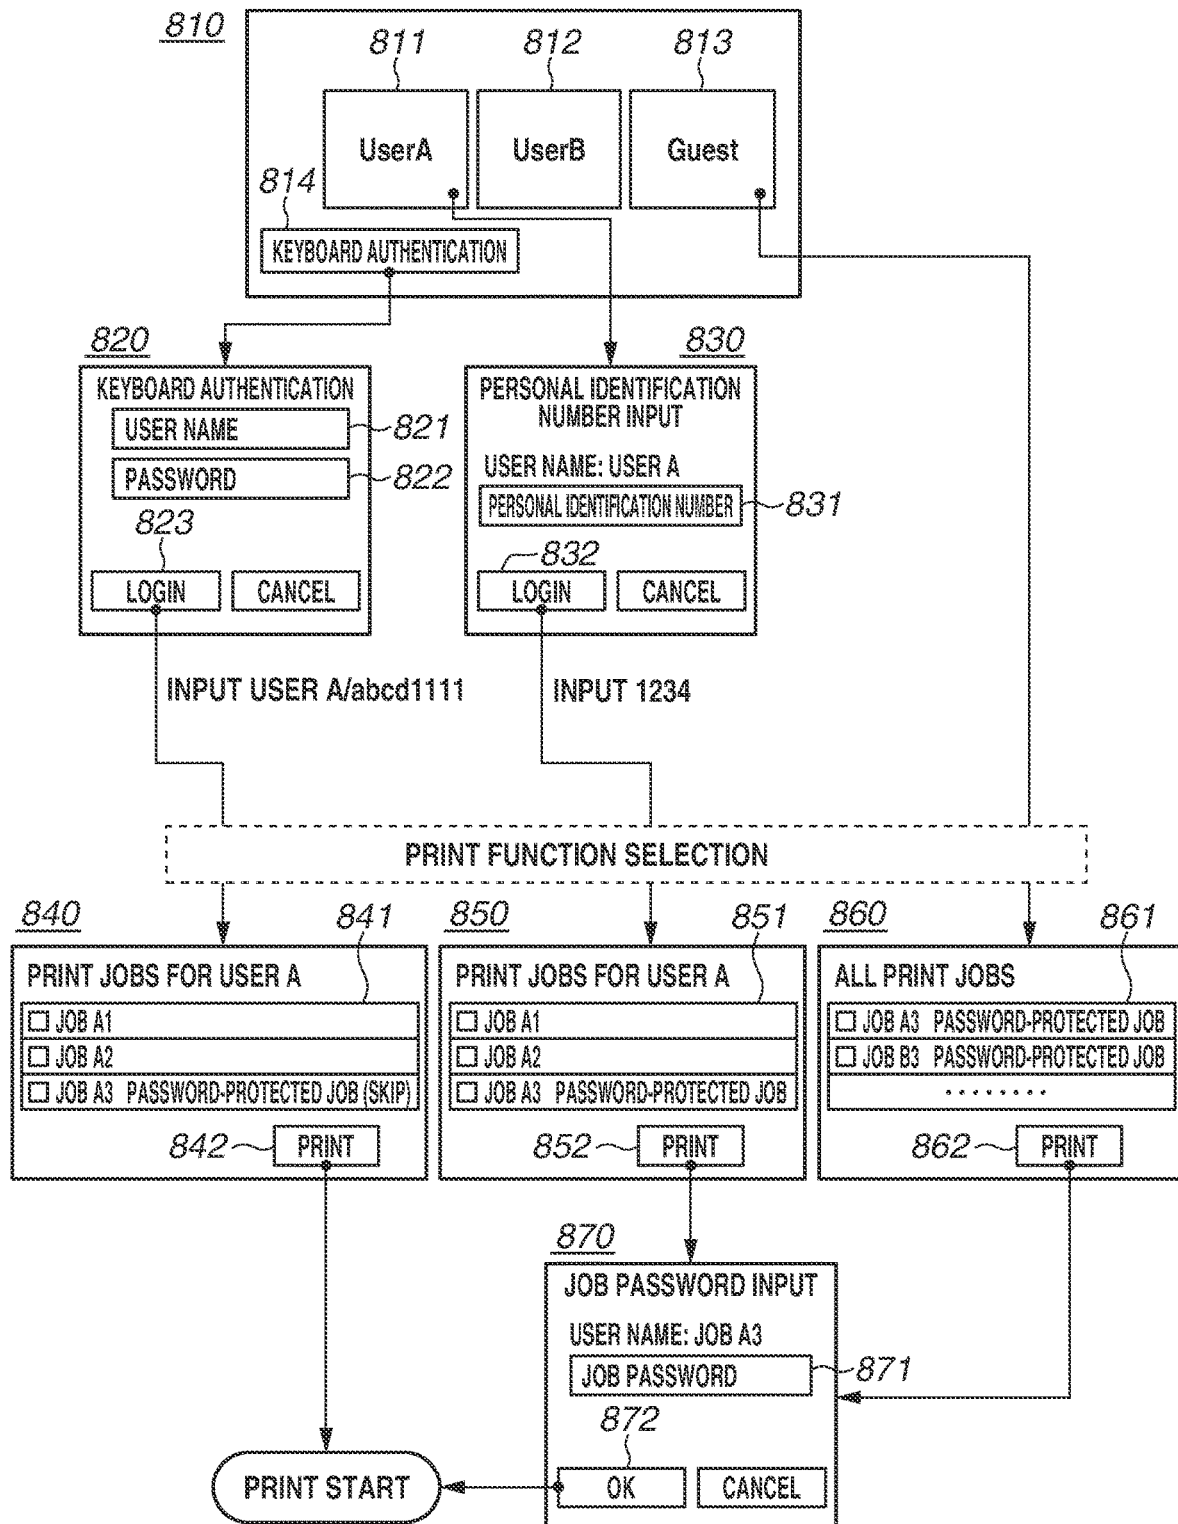 810
811
812
813
UserA
UserB
Guest
814
KEYBOARD AUTHENTICATION
820
KEYBOARD AUTHENTICATION
USER NAME
821
PASSWORD
822
823
LOGIN
CANCEL
830
PERSONAL IDENTIFICATION
NUMBER INPUT
USER NAME: USER A
PERSONAL IDENTIFICATION NUMBER
831
832
LOGIN
CANCEL
INPUT USER A/abcd1111
INPUT 1234
PRINT FUNCTION SELECTION
840
841
PRINT JOBS FOR USER A
JOB A1
JOB A2
JOB A3 PASSWORD-PROTECTED JOB (SKIP)
842
PRINT
850
851
PRINT JOBS FOR USER A
JOB A1
JOB A2
JOB A3 PASSWORD-PROTECTED JOB
852
PRINT
860
861
ALL PRINT JOBS
JOB A3 PASSWORD-PROTECTED JOB
JOB B3 PASSWORD-PROTECTED JOB
........
862
PRINT
870
JOB PASSWORD INPUT
USER NAME: JOB A3
JOB PASSWORD
871
872
OK
CANCEL
PRINT START